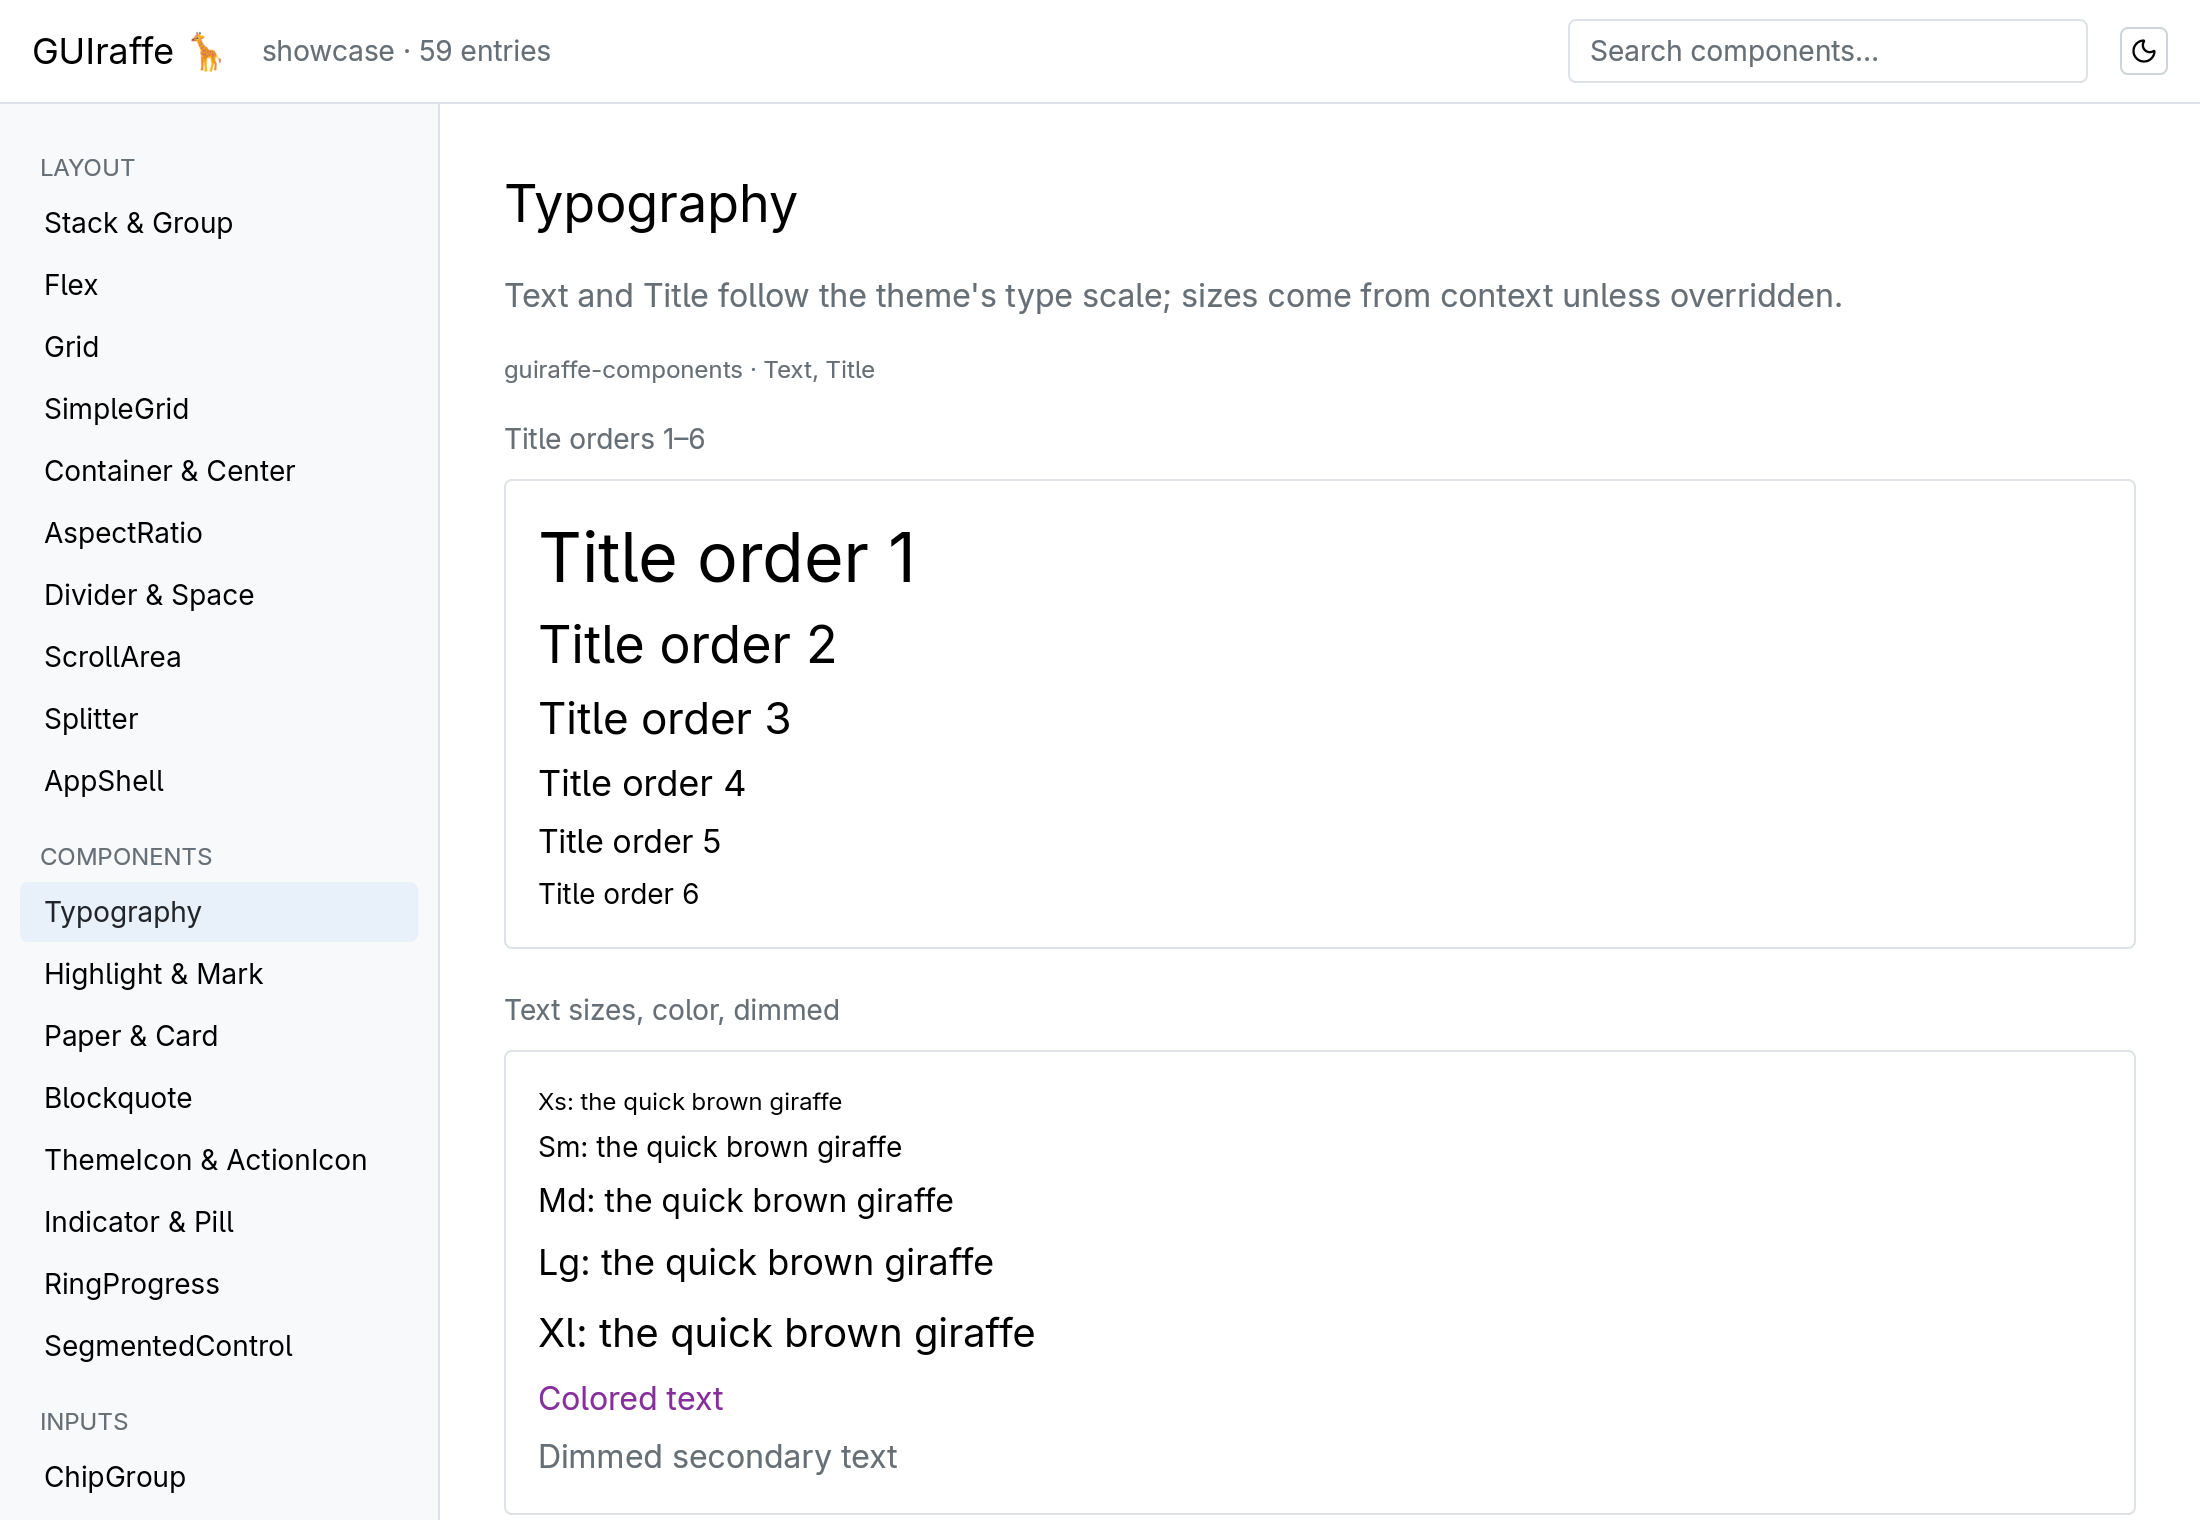 GUIraffe 🦒 showcase · 59 entries
Search components...
LAYOUT
Stack & Group
Flex
Grid
SimpleGrid
Container & Center
AspectRatio
Divider & Space
ScrollArea
Splitter
AppShell
COMPONENTS
Typography
Highlight & Mark
Paper & Card
Blockquote
ThemeIcon & ActionIcon
Indicator & Pill
RingProgress
SegmentedControl
INPUTS
ChipGroup
Typography
Text and Title follow the theme's type scale; sizes come from context unless overridden.
guiraffe-components · Text, Title
Title orders 1–6
Title order 1
Title order 2
Title order 3
Title order 4
Title order 5
Title order 6
Text sizes, color, dimmed
Xs: the quick brown giraffe
Sm: the quick brown giraffe
Md: the quick brown giraffe
Lg: the quick brown giraffe
Xl: the quick brown giraffe
Colored text
Dimmed secondary text